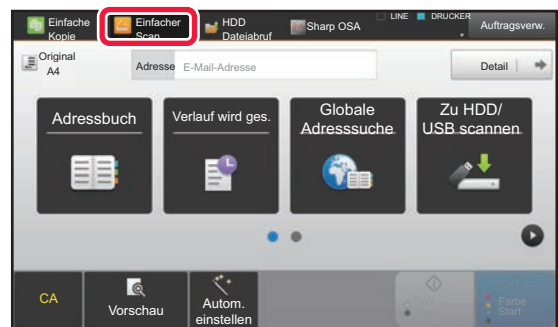 Einfache
Kopie
Einfacher
Scan
HDD
Dateiabruf
Sharp OSA
LINE
DRUCKER
Auftragsverw.
Original
A4
Adresse
E-Mail-Adresse
Detail
Adressbuch
Verlauf wird ges.
Globale
Adresssuche
Zu HDD/
USB scannen
CA
Vorschau
Autom.
einstellen
Farbe
Start